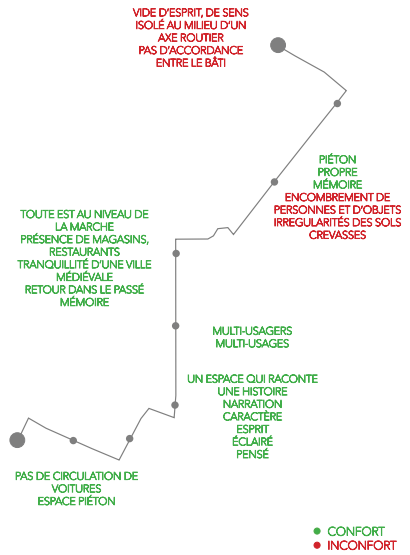 VIDE D'ESPRIT, DE SENS
ISOLÉ AU MILIEU D'UN
AXE ROUTIER
PAS D'ACCORDANCE
ENTRE LE BÂTI
PIÉTON
PROPRE
MÉMOIRE
ENCOMBREMENT DE
PERSONNES ET D'OBJETS
IRREGULARITÉS DES SOLS
CREVASSES
TOUTE EST AU NIVEAU DE
LA MARCHE
PRÉSENCE DE MAGASINS,
RESTAURANTS
TRANQUILLITÉ D'UNE VILLE
MÉDIÉVALE
RETOUR DANS LE PASSÉ
MÉMOIRE
MULTI-USAGERS
MULTI-USAGES
UN ESPACE QUI RACONTE
UNE HISTOIRE
NARRATION
CARACTÈRE
ESPRIT
ÉCLAIRÉ
PENSÉ
PAS DE CIRCULATION DE
VOITURES
ESPACE PIÉTON
CONFORT
INCONFORT